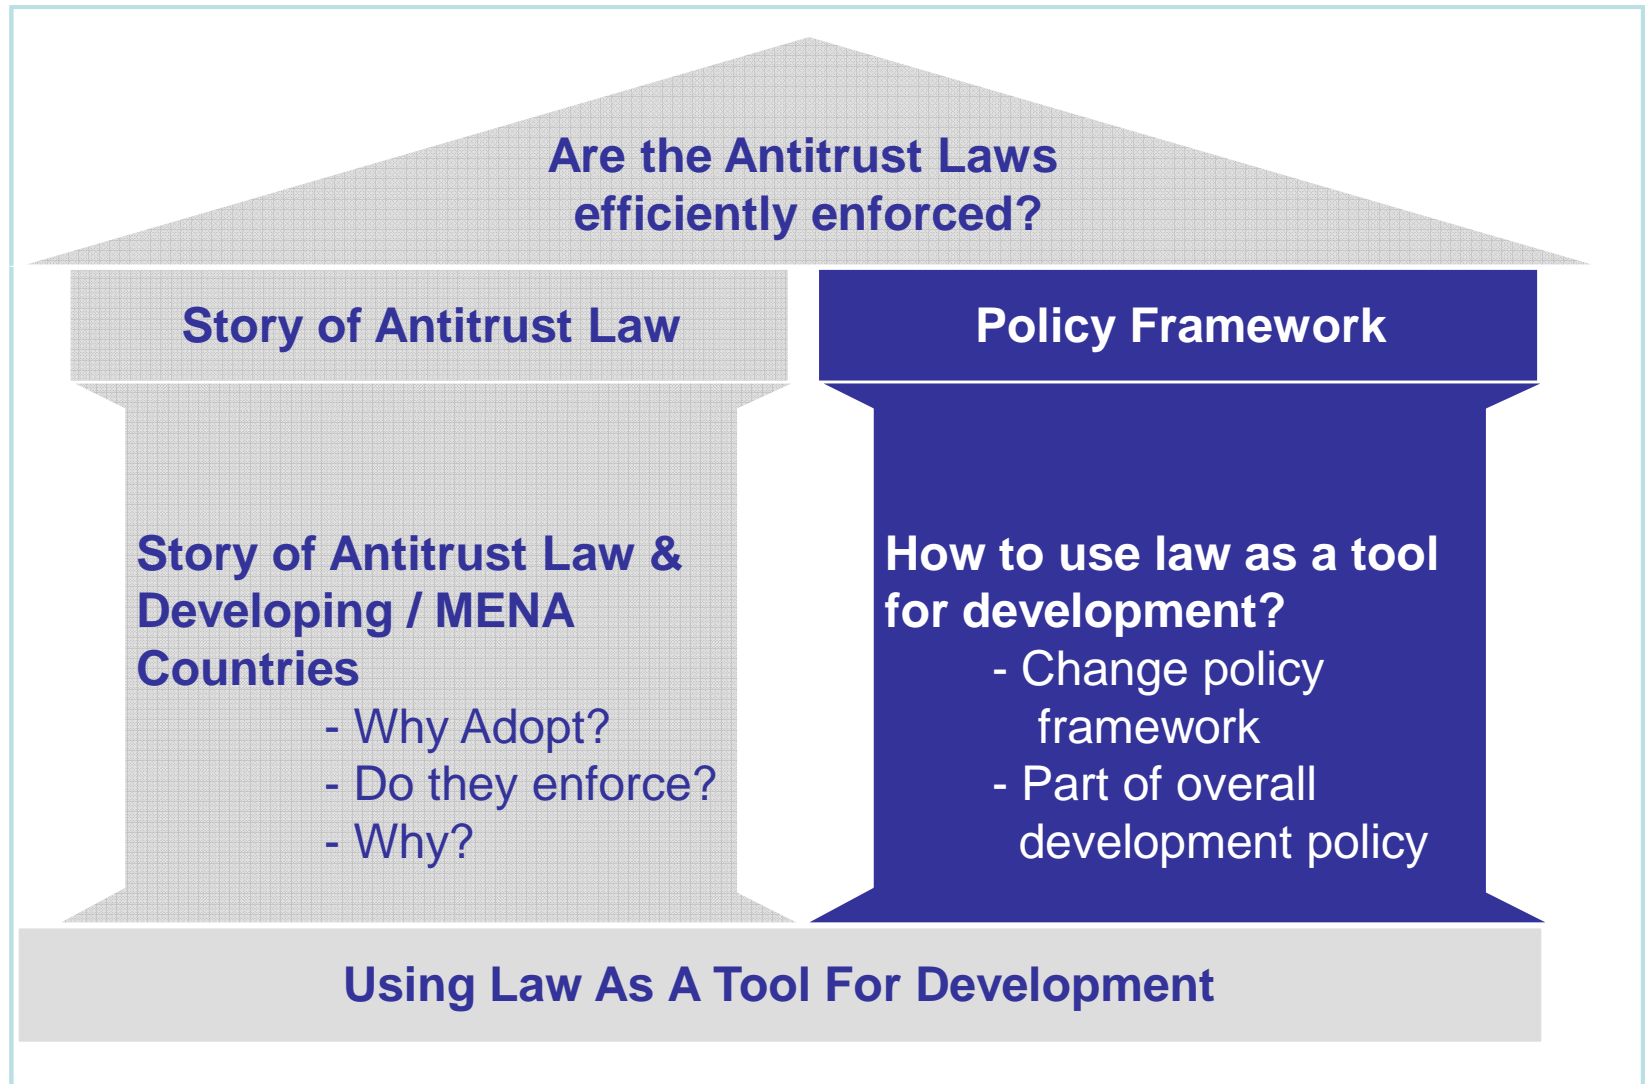 Are the Antitrust Laws
efficiently enforced?
Story of Antitrust Law
Policy Framework
Story of Antitrust Law &
Developing / MENA
Countries
- Why Adopt?
- Do they enforce?
- Why?
How to use law as a tool
for development?
- Change policy
framework
- Part of overall
development policy
Using Law As A Tool For Development